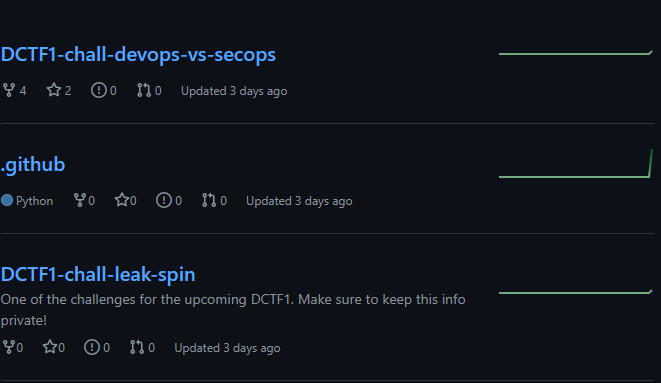 DCTF1-chall-devops-vs-secops
4 2 0 0 Updated 3 days ago
.github
Python 0 0 0 0 Updated 3 days ago
DCTF1-chall-leak-spin
One of the challenges for the upcoming DCTF1. Make sure to keep this info
private!
0 0 0 0 Updated 3 days ago